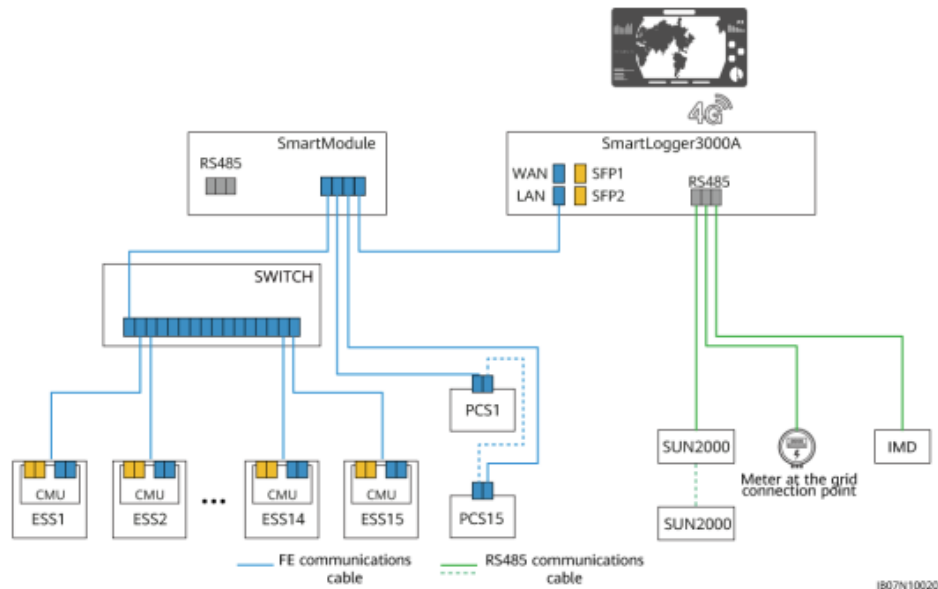 4G
SmartModule
RS485
SmartLogger3000A
WAN
SFP1
LAN
SFP2
RS485
SWITCH
PCS1
SUN2000
IMD
Meter at the grid
connection point
CMU
ESS1
CMU
ESS2
...
CMU
ESS14
CMU
ESS15
PCS15
SUN2000
FE communications
cable
RS485 communications
cable
IB07N10020